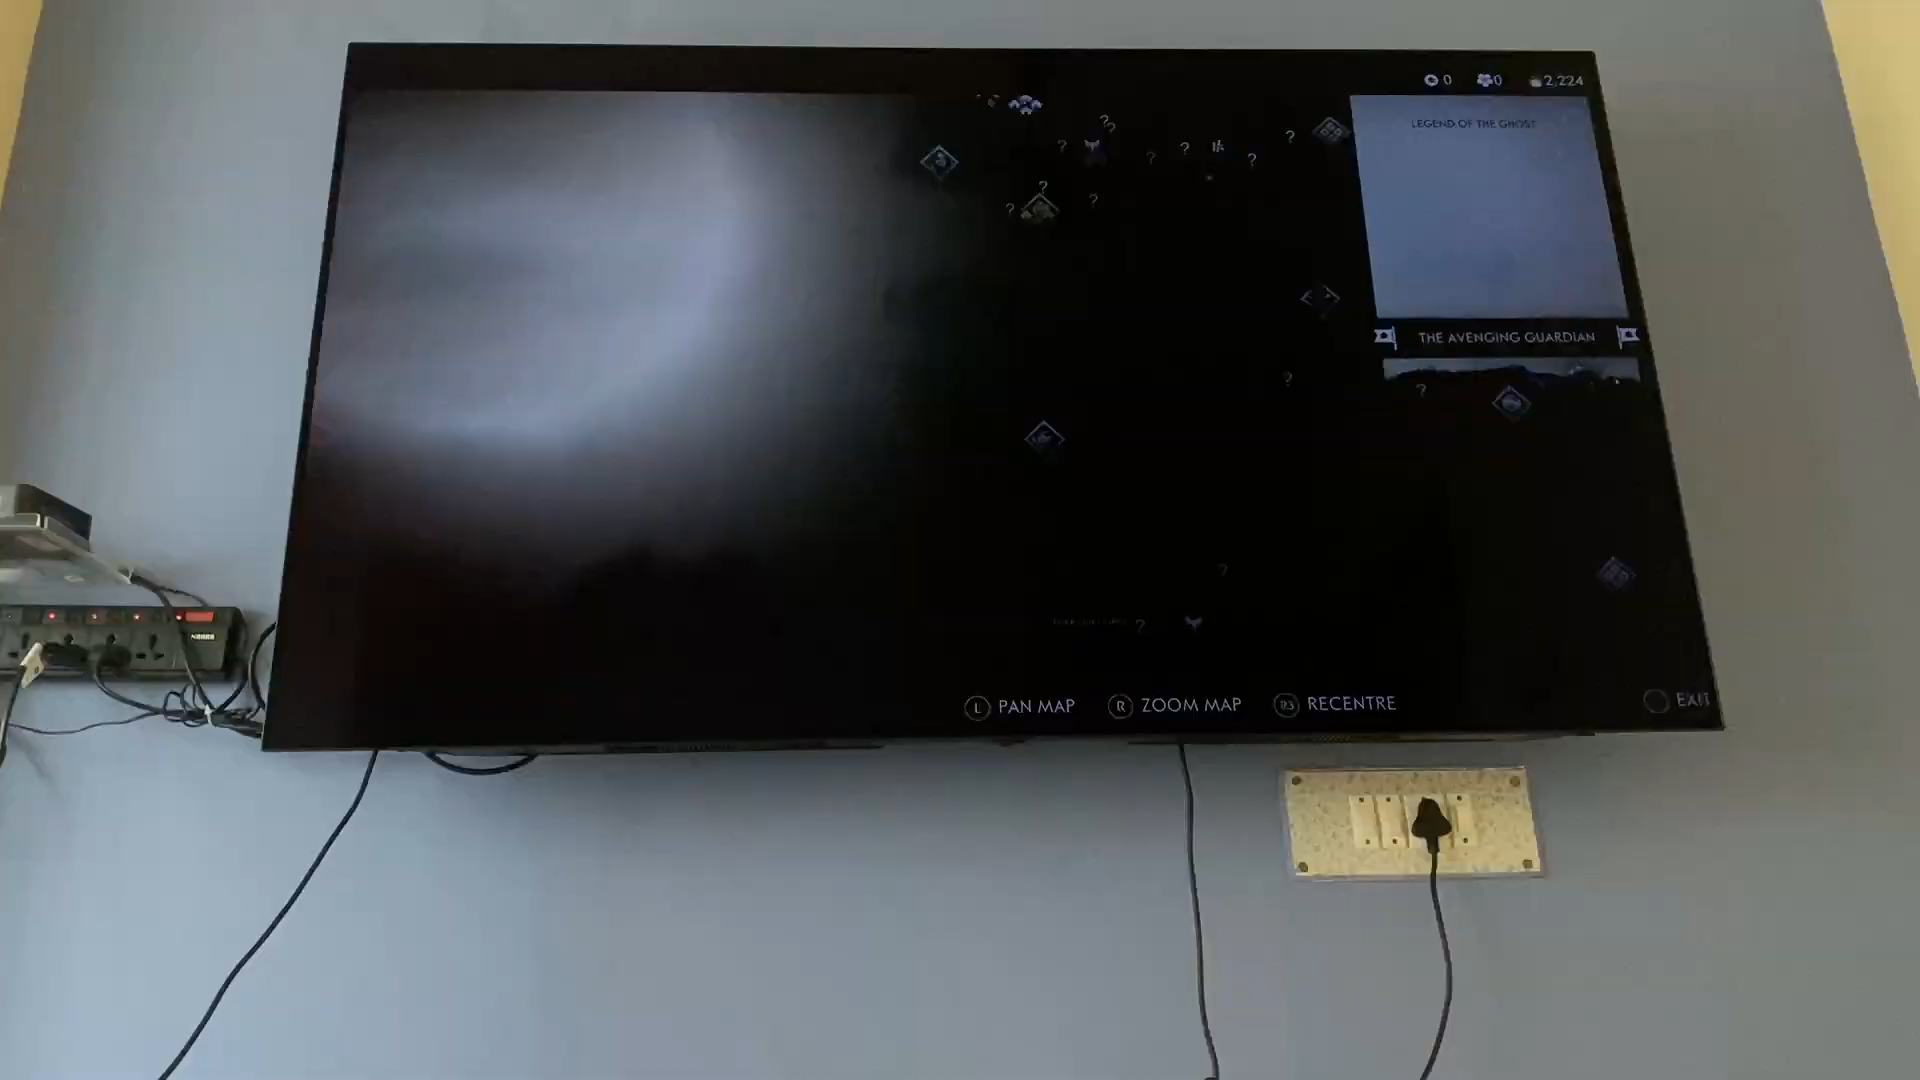 0 0 2,224
LEGEND OF THE GHOST
? ? ? ? ? ? ? ? ? ?
THE AVENGING GUARDIAN
? ?
?
?
L PAN MAP R ZOOM MAP R3 RECENTRE EXIT